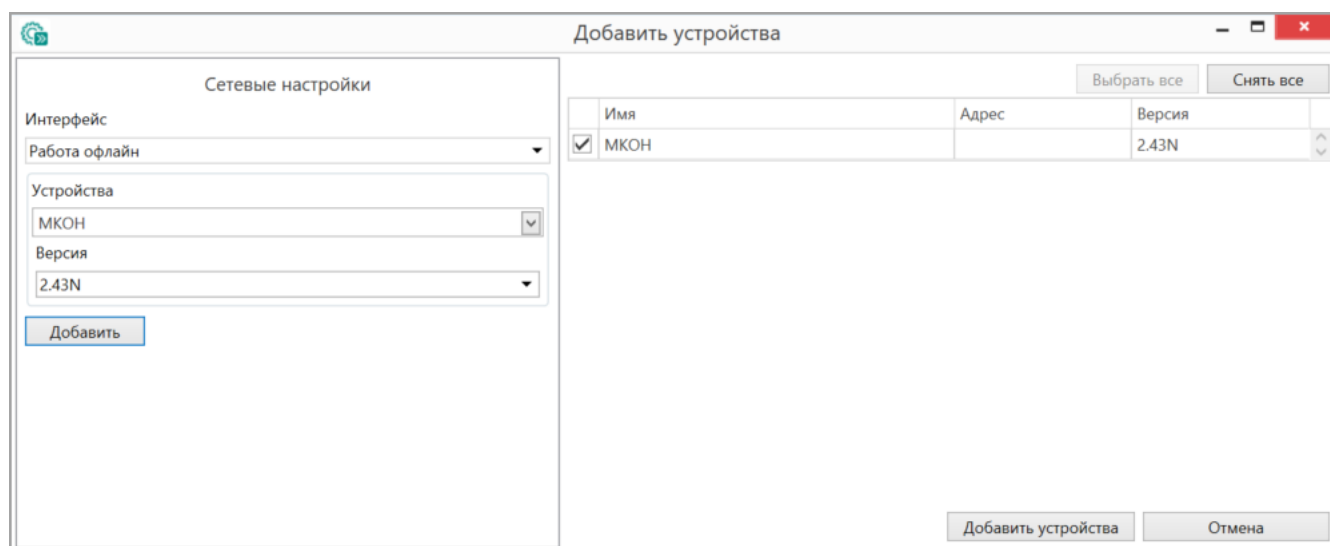 Добавить устройства
Сетевые настройки
Интерфейс
Работа офлайн
Устройства
МКОН
Версия
2.43N
Добавить
Выбрать все Снять все
Имя Адрес Версия
МКОН 2.43N
Добавить устройства Отмена